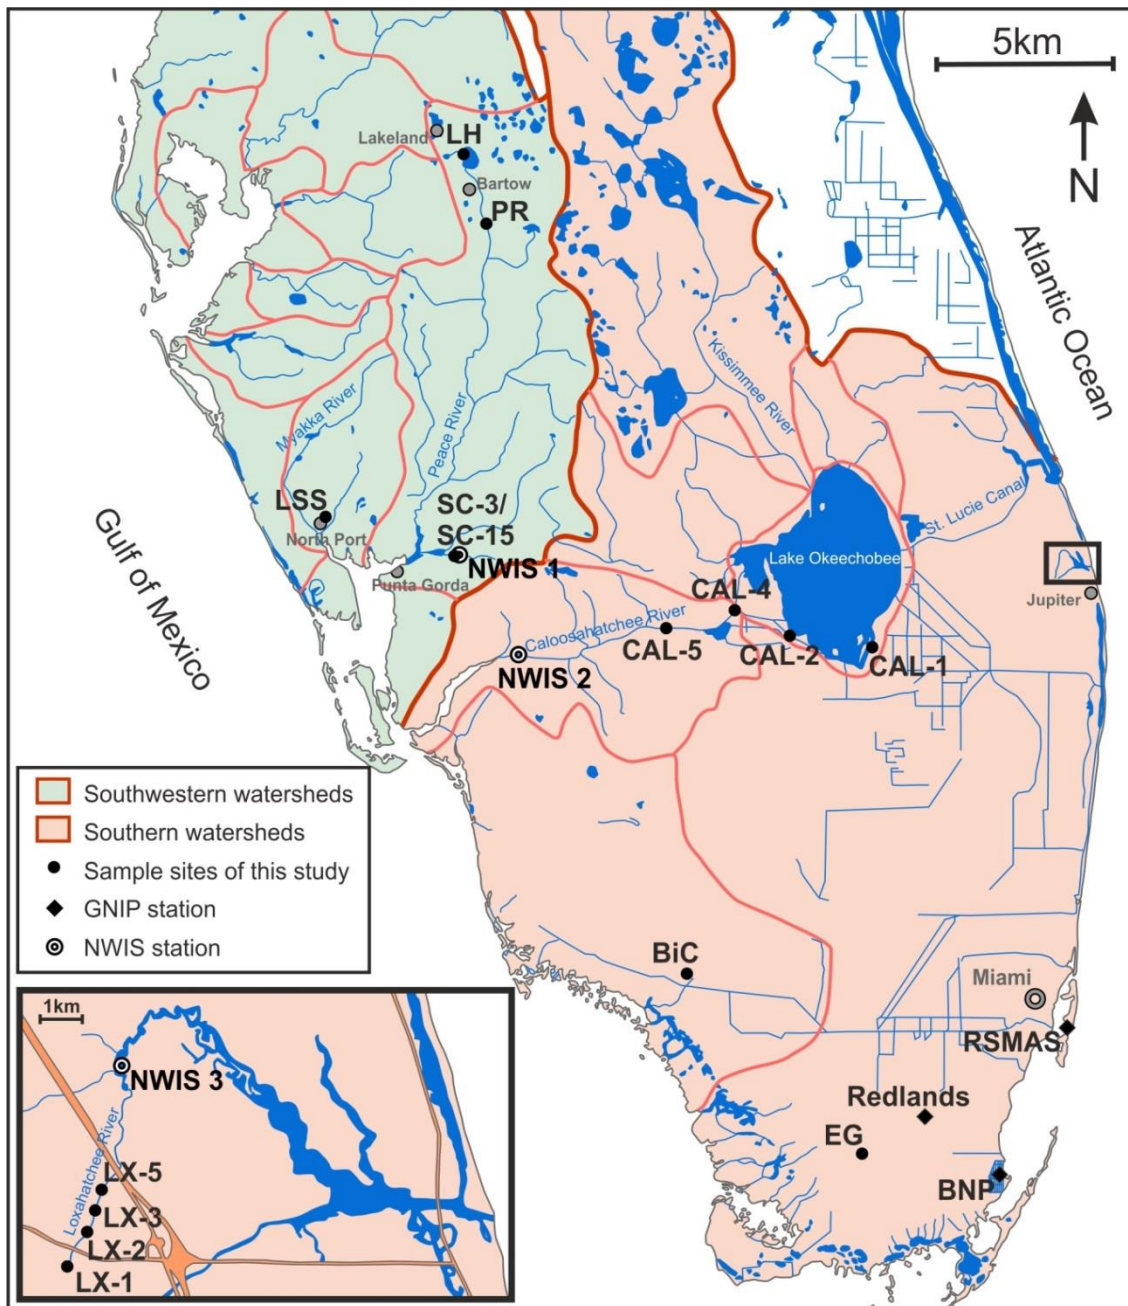 5km
N
Lakeland
LH
Bartow
PR
Atlantic Ocean
Kissimmee River
Myakka River
Peace River
LSS
North Port
SC-3/
SC-15
NWIS 1
Punta Gorda
St. Lucie Canal
Lake Okeechobee
Jupiter
Gulf of Mexico
CAL-4
Caloosahatchee River
CAL-5
CAL-2
CAL-1
NWIS 2
Southwestern watersheds
Southern watersheds
Sample sites of this study
GNIP station
NWIS station
BiC
Miami
RSMAS
Redlands
EG
BNP
1km
NWIS 3
Loxahatchee River
LX-5
LX-3
LX-2
LX-1